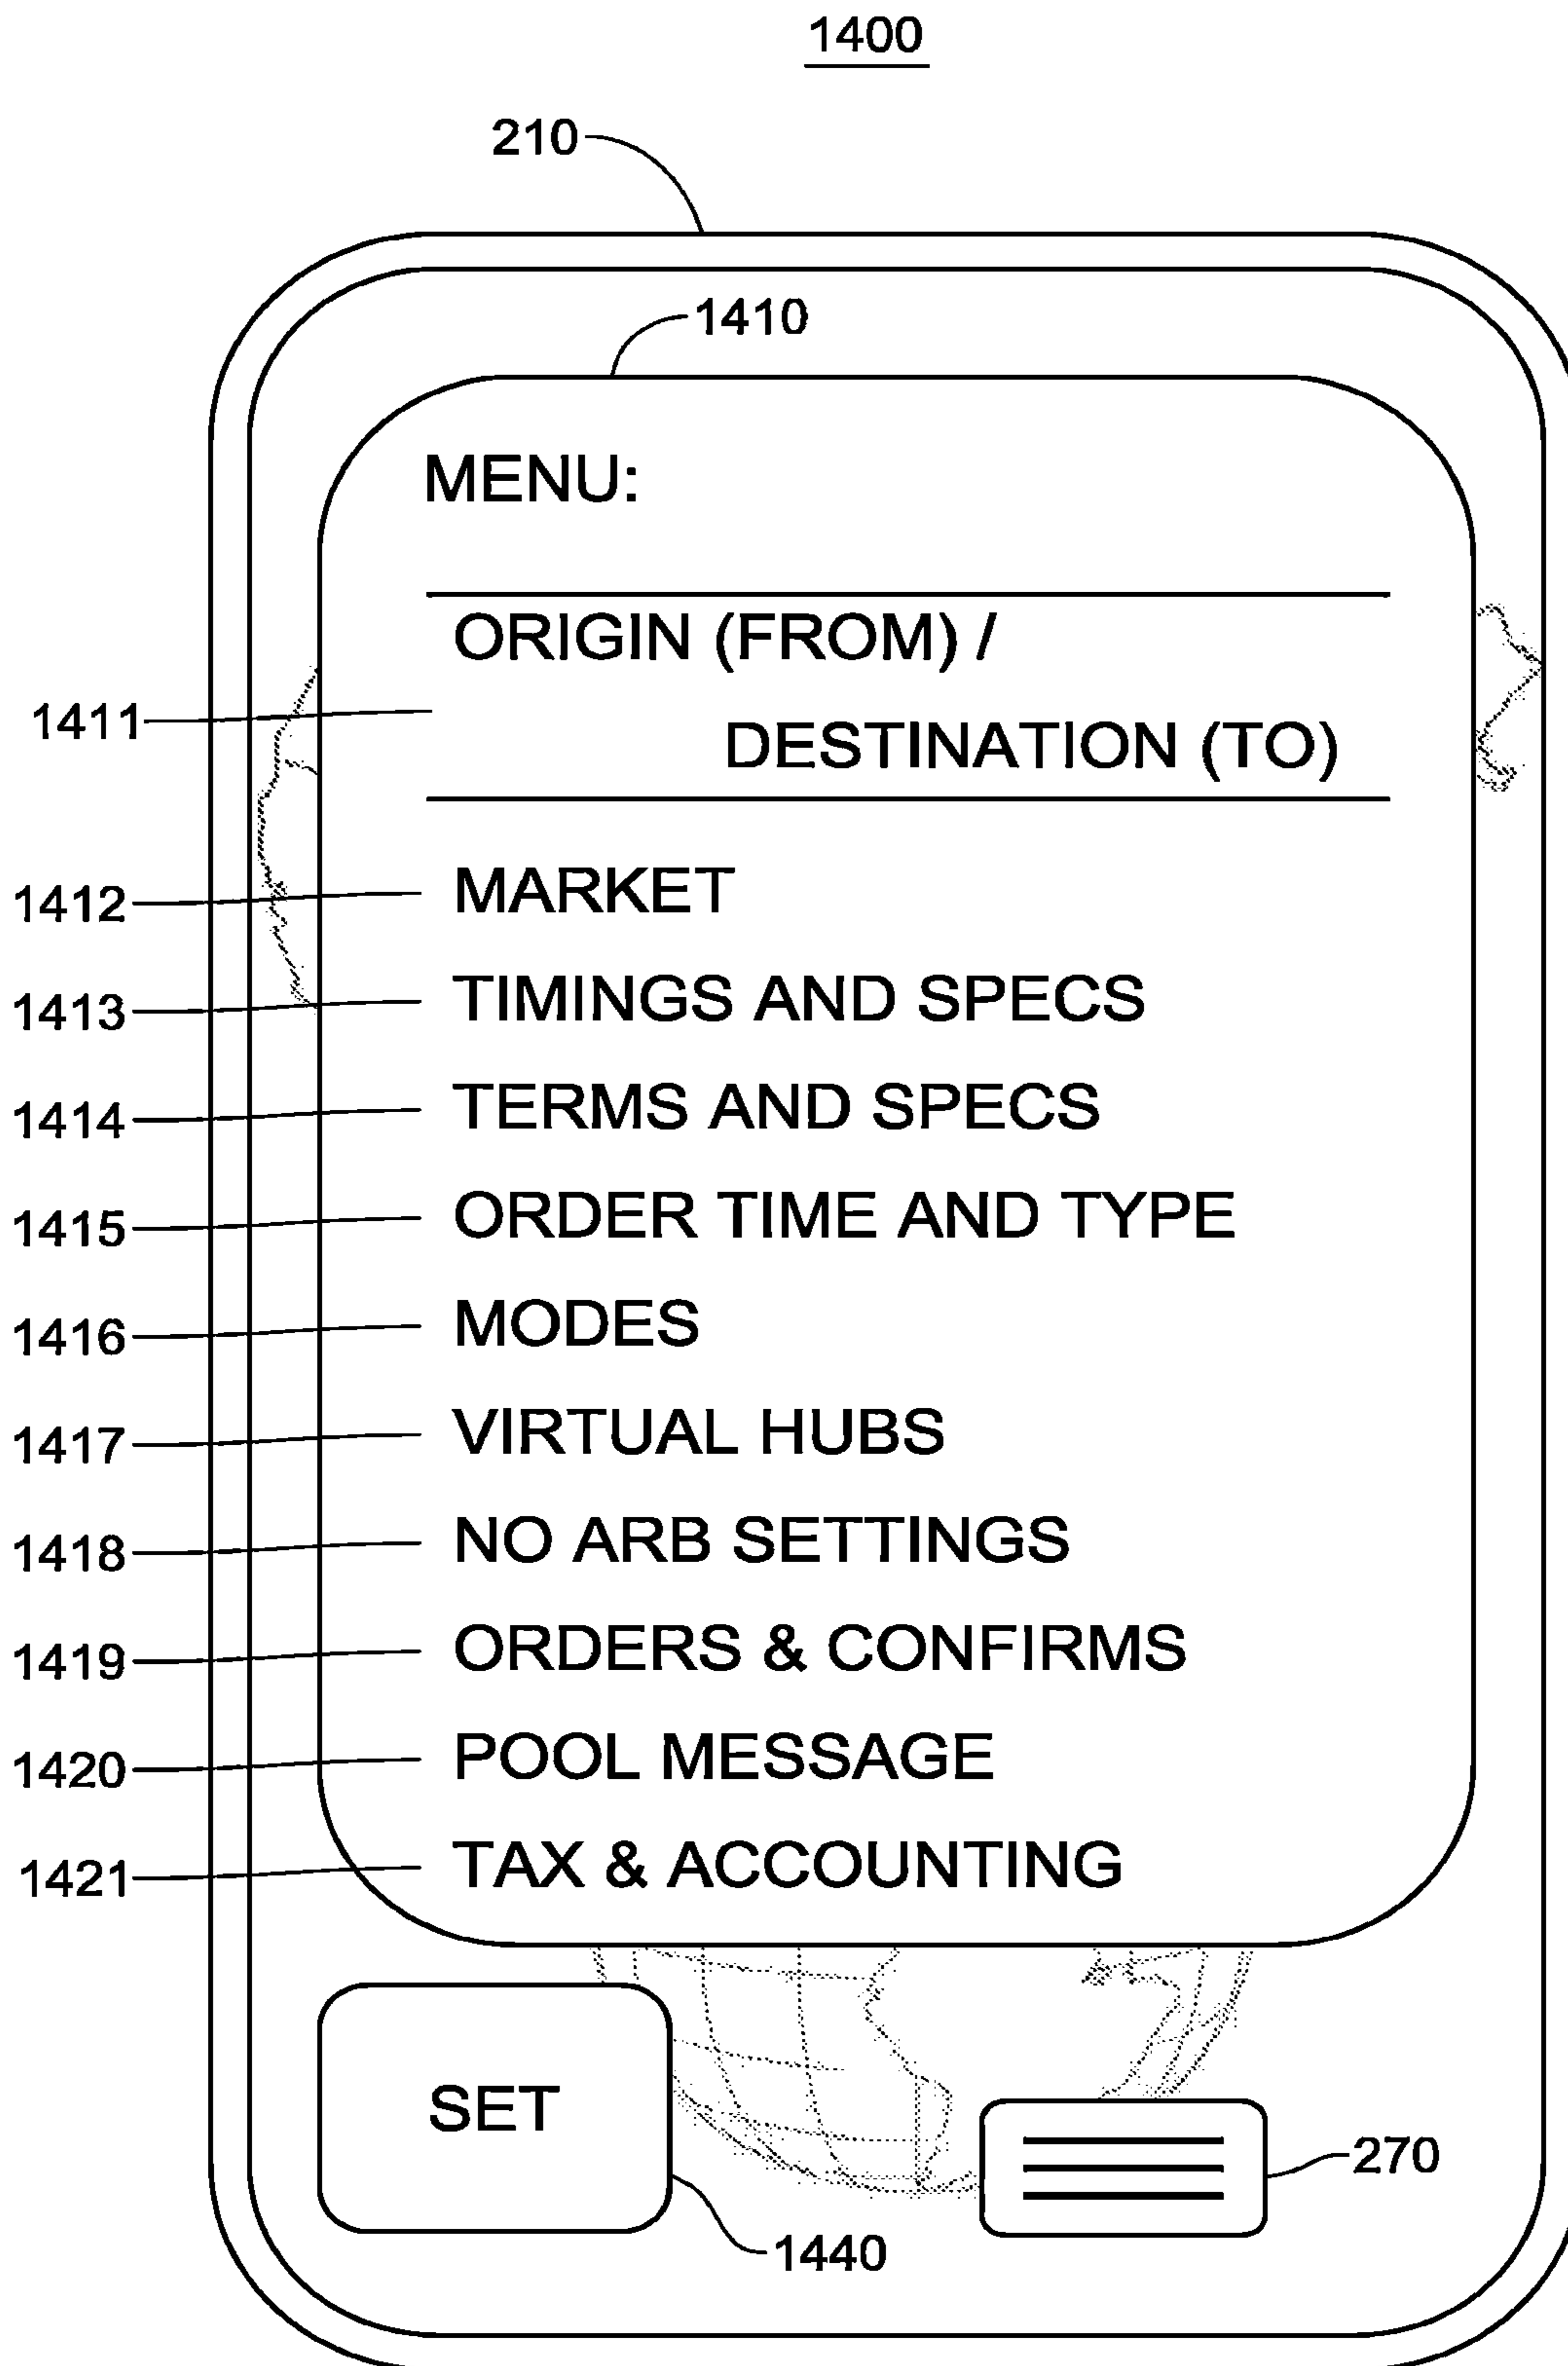 1400
210
1410
MENU:
ORIGIN (FROM) /
1411
DESTINATION (TO)
1412 MARKET
1413 TIMINGS AND SPECS
1414 TERMS AND SPECS
1415 ORDER TIME AND TYPE
1416 MODES
1417 VIRTUAL HUBS
1418 NO ARB SETTINGS
1419 ORDERS & CONFIRMS
1420 POOL MESSAGE
1421 TAX & ACCOUNTING
SET
270
1440